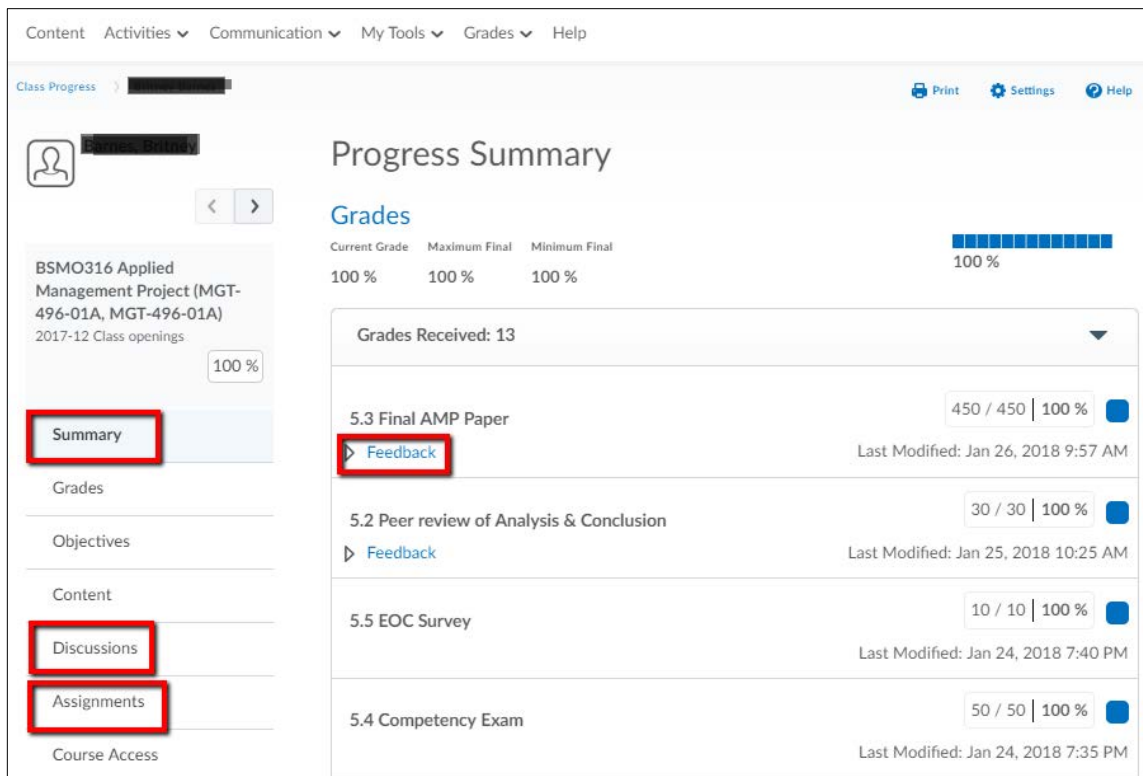 Content Activities Communication My Tools Grades Help
Class Progress
Print Settings Help
Progress Summary
Grades
Current Grade Maximum Final Minimum Final
100 % 100 % 100 %
100 %
BSMO316 Applied
Management Project (MGT-
496-01A, MGT-496-01A)
2017-12 Class openings
100 %
Summary
Grades
Objectives
Content
Discussions
Assignments
Course Access
Grades Received: 13
5.3 Final AMP Paper
450 / 450 | 100 %
Feedback
Last Modified: Jan 26, 2018 9:57 AM
5.2 Peer review of Analysis & Conclusion
30 / 30 | 100 %
Feedback
Last Modified: Jan 25, 2018 10:25 AM
5.5 EOC Survey
10 / 10 | 100 %
Last Modified: Jan 24, 2018 7:40 PM
5.4 Competency Exam
50 / 50 | 100 %
Last Modified: Jan 24, 2018 7:35 PM